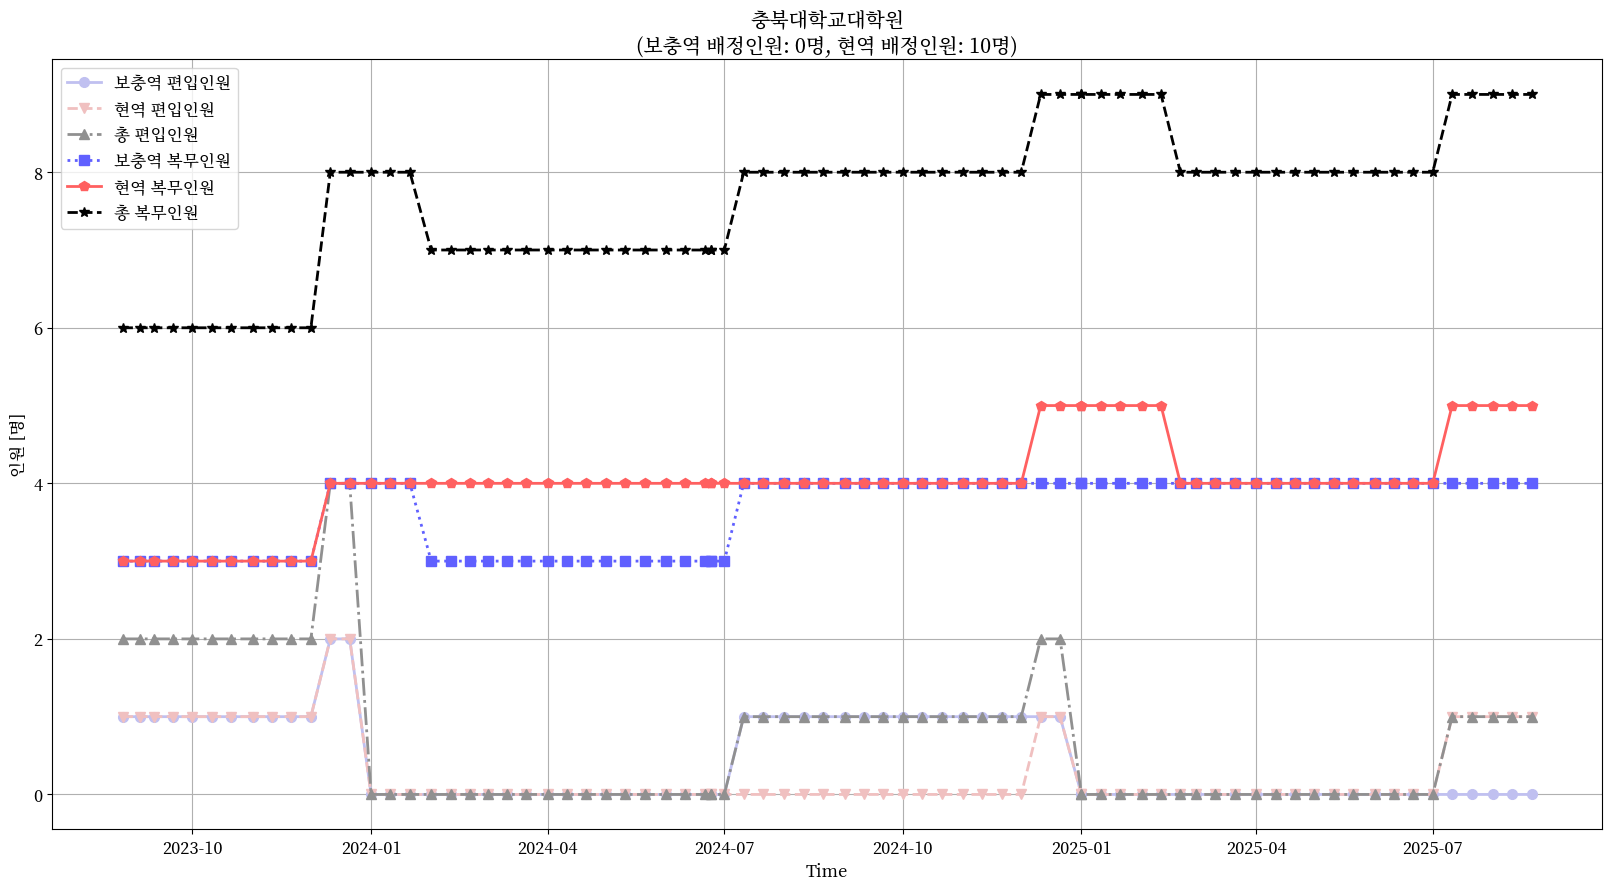 충북대학교대학원
(보충역 배정인원: 0명, 현역 배정인원: 10명)
보충역 편입인원
현역 편입인원
총 편입인원
보충역 복무인원
현역 복무인원
총 복무인원
인원 [명]
8
6
4
2
0
2023-10
2024-01
2024-04
2024-07
2024-10
2025-01
2025-04
2025-07
Time